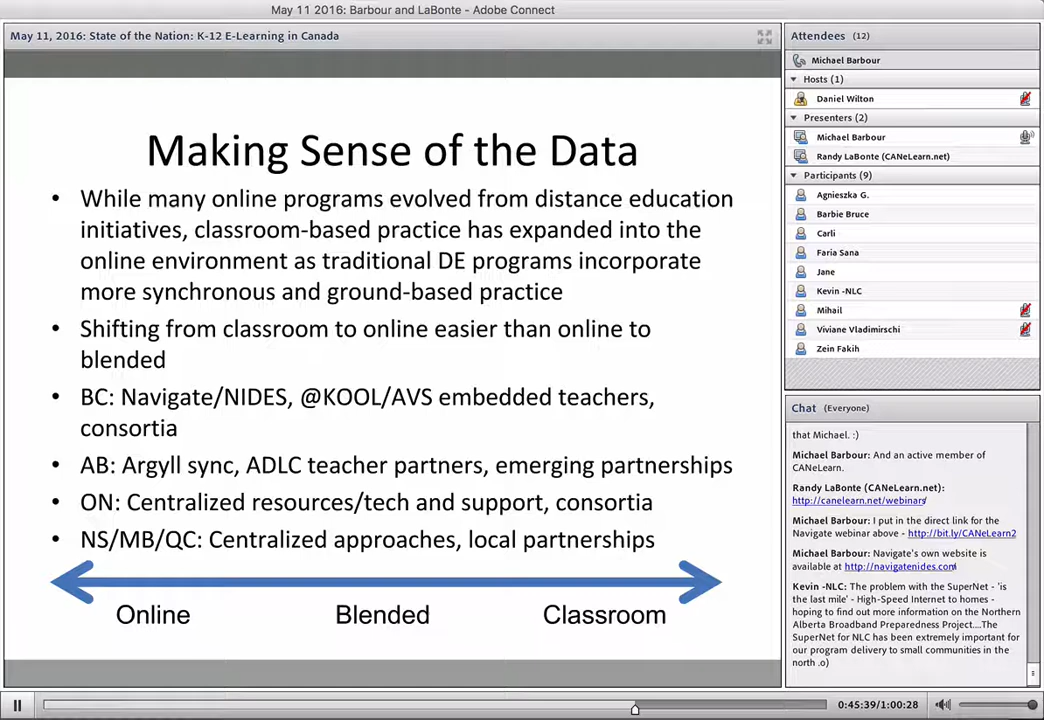 May 11 2016: Barbour and LaBonte - Adobe Connect
May 11, 2016: State of the Nation: K-12 E-Learning in Canada
Making Sense of the Data
• While many online programs evolved from distance education
initiatives, classroom-based practice has expanded into the
online environment as traditional DE programs incorporate
more synchronous and ground-based practice
• Shifting from classroom to online easier than online to
blended
• BC: Navigate/NIDES, @KOOL/AVS embedded teachers,
consortia
• AB: Argyll sync, ADLC teacher partners, emerging partnerships
• ON: Centralized resources/tech and support, consortia
• NS/MB/QC: Centralized approaches, local partnerships
Online Blended Classroom
Attendees (12)
Michael Barbour
Hosts (1)
Daniel Wilton
Presenters (2)
Michael Barbour
Randy LaBonte (CANeLearn.net)
Participants (9)
Agnieszka G.
Barbie Bruce
Carli
Faria Sana
Jane
Kevin -NLC
Mihail
Viviane Vladimirschi
Zein Fakih
Chat (Everyone)
that Michael. :)
Michael Barbour: And an active member of
CANeLearn.
Randy LaBonte (CANeLearn.net):
http://canelearn.net/webinars/
Michael Barbour: I put in the direct link for the
Navigate webinar above - http://bit.ly/CANeLearn2
Michael Barbour: Navigate's own website is
available at http://navigatenides.com/
Kevin -NLC: The problem with the SuperNet - 'is
the last mile' - High-Speed Internet to homes -
hoping to find out more information on the Northern
Alberta Broadband Preparedness Project....The
SuperNet for NLC has been extremely important for
our program delivery to small communities in the
north .o)
0:45:39/1:00:28